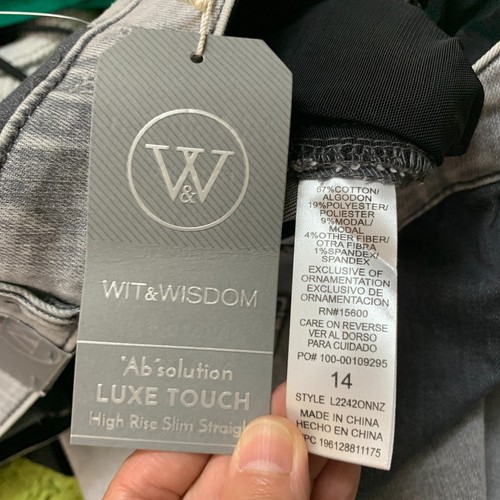 W&W
WIT&WISDOM
"Ab"solution
LUXE TOUCH
High Rise Slim Straight
67%COTTON/
ALGODON
19%POLYESTER/
POLIESTER
9%MODAL/
MODAL
4%OTHER FIBER/
OTRA FIBRA
1%SPANDEX/
SPANDEX
EXCLUSIVE OF
ORNAMENTATION
EXCLUSIVO DE
ORNAMENTACION
RN#15600
CARE ON REVERSE
VER AL DORSO
PARA CUIDADO
PO# 100-00109295
14
STYLE L2242ONNZ
MADE IN CHINA
HECHO EN CHINA
PC 196128811175